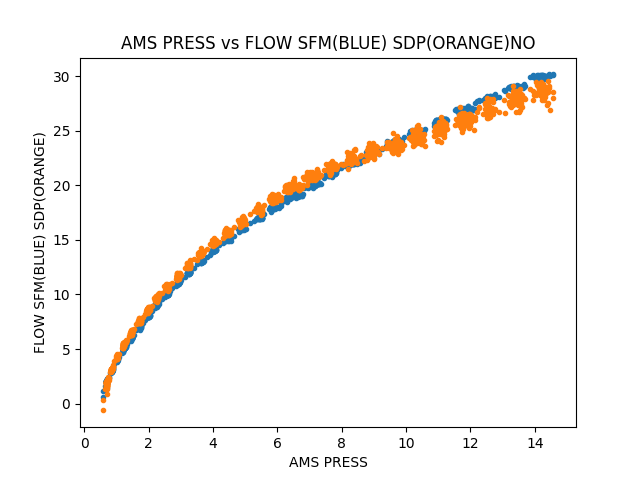 AMS PRESS vs FLOW SFM(BLUE) SDP(ORANGE)NO
30
25
20
15
10
5
0
FLOW SFM(BLUE) SDP(ORANGE)
0 2 4 6 8 10 12 14
AMS PRESS